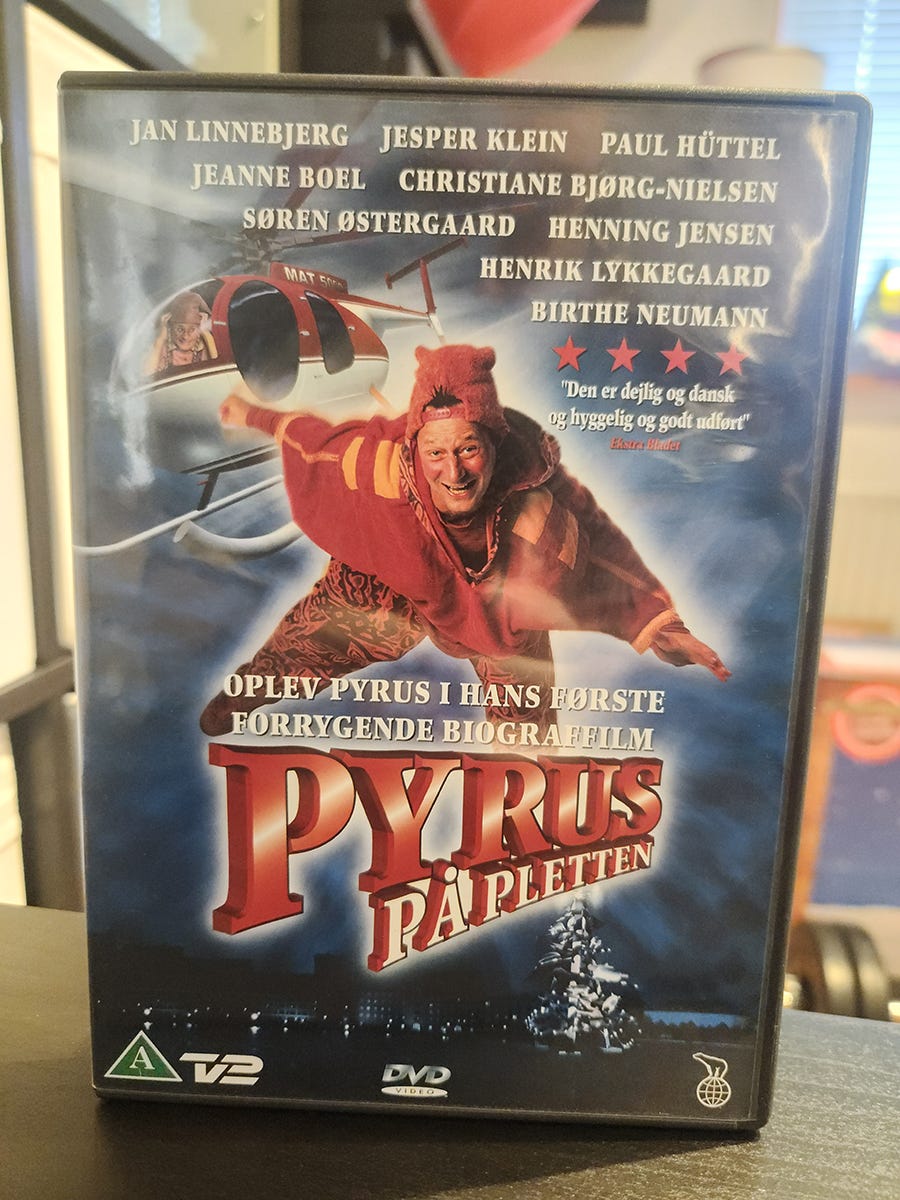 JAN LINNEBJERG JESPER KLEIN PAUL HÜTTEL
JEANNE BOEL CHRISTIANE BJØRG-NIELSEN
SØREN ØSTERGAARD HENNING JENSEN
HENRIK LYKKEGAARD
BIRTHE NEUMANN
MAT
"Den er dejlig og dansk
og hyggelig og godt udført"
Ekstra Bladet
OPLEV PYRUS I HANS FØRSTE
FORRYGENDE BIOGRAFFILM
PYRUS
PÅ PLETTEN
A
TV2
DVD
VIDEO